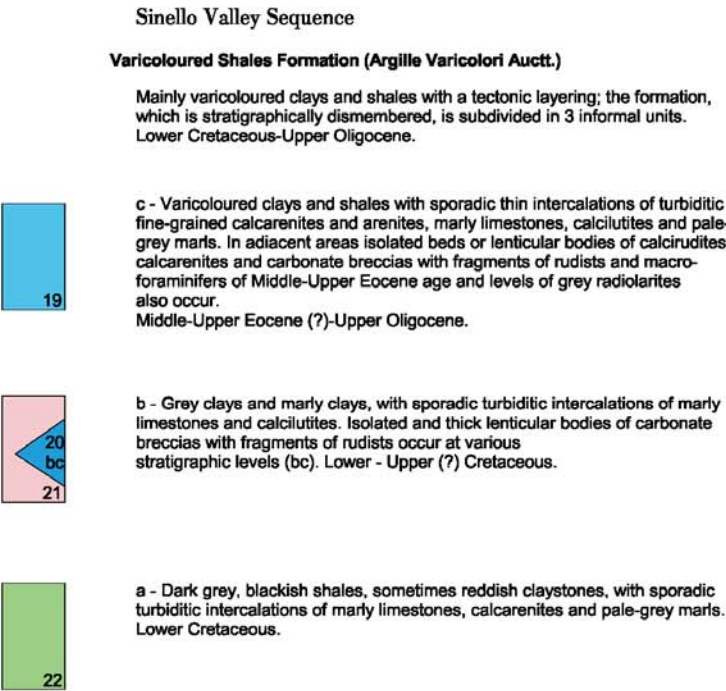 Sinello Valley Sequence
Varicoloured Shales Formation (Argille Varicolori Auctt.)
Mainly varicoloured clays and shales with a tectonic layering; the formation,
which is stratigraphically dismembered, is subdivided in 3 informal units.
Lower Cretaceous-Upper Oligocene.
c - Varicoloured clays and shales with sporadic thin intercalations of turbiditic
fine-grained calcarenites and arenites, marly limestones, calcilutites and pale-
grey marls. In adiacent areas isolated beds or lenticular bodies of calcirudites
calcarenites and carbonate breccias with fragments of rudists and macro-
foraminifers of Middle-Upper Eocene age and levels of grey radiolarites
also occur.
Middle-Upper Eocene (?)-Upper Oligocene.
19
b - Grey clays and marly clays, with sporadic turbiditic intercalations of marly
limestones and calcilutites. Isolated and thick lenticular bodies of carbonate
breccias with fragments of rudists occur at various
stratigraphic levels (bc). Lower - Upper (?) Cretaceous.
20
bc
21
a - Dark grey, blackish shales, sometimes reddish claystones, with sporadic
turbiditic intercalations of marly limestones, calcarenites and pale-grey marls.
Lower Cretaceous.
22